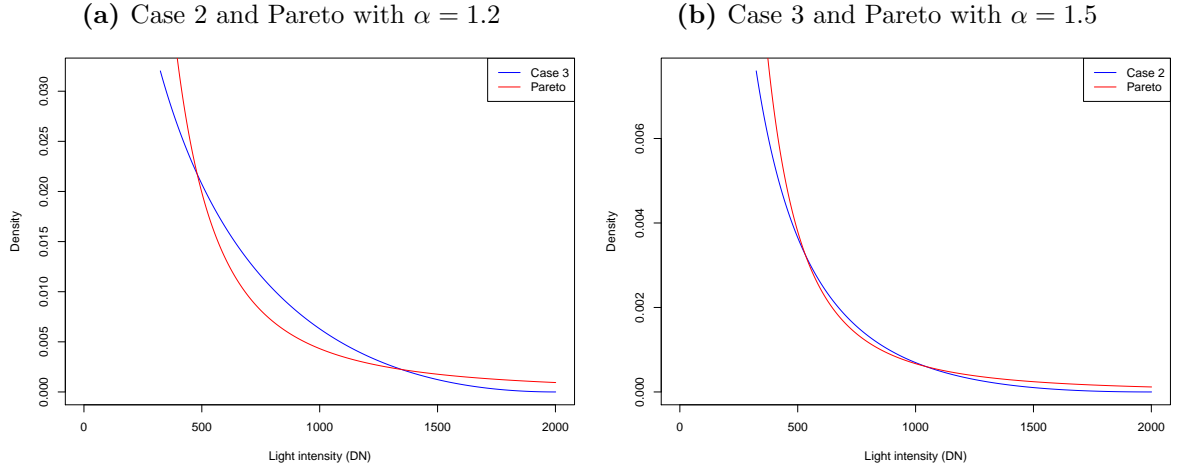 (a) Case 2 and Pareto with α = 1.2
Case 3
Pareto
Density
0.030
0.025
0.020
0.015
0.010
0.005
0.000
0 500 1000 1500 2000
Light intensity (DN)
(b) Case 3 and Pareto with α = 1.5
Case 2
Pareto
Density
0.006
0.004
0.002
0.000
0 500 1000 1500 2000
Light intensity (DN)